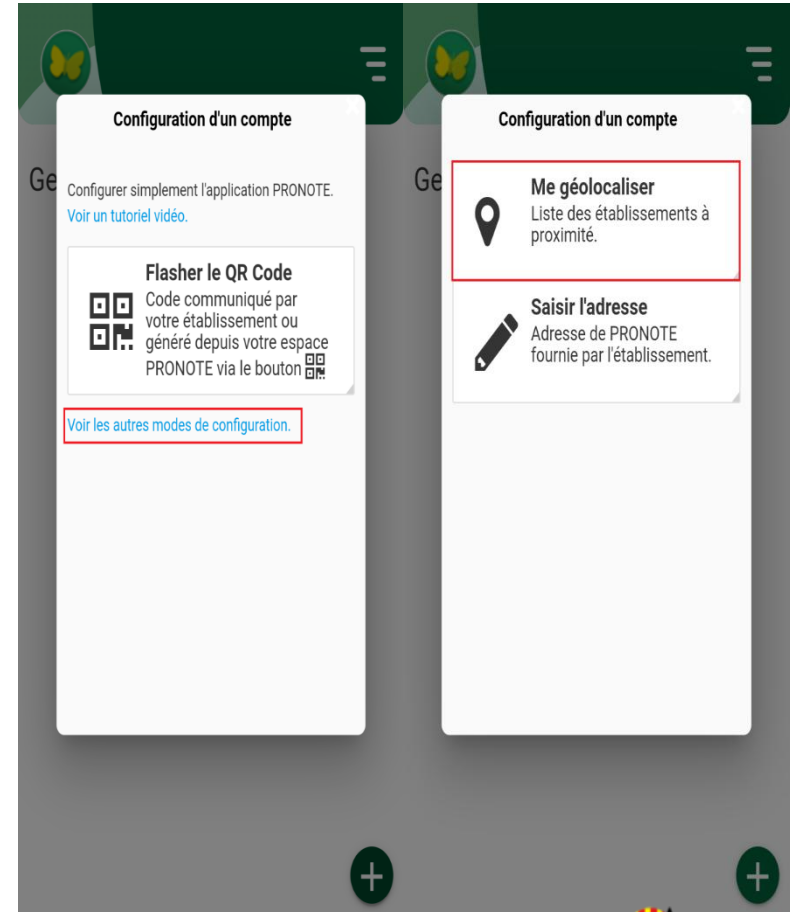 Configuration d'un compte
Ge
Configurer simplement l'application PRONOTE.
Voir un tutoriel vidéo.
Flasher le QR Code
Code communiqué par
votre établissement ou
généré depuis votre espace
PRONOTE via le bouton
Voir les autres modes de configuration.
Configuration d'un compte
Ge
Me géolocaliser
Liste des établissements à
proximité.
Saisir l'adresse
Adresse de PRONOTE
fournie par l'établissement.